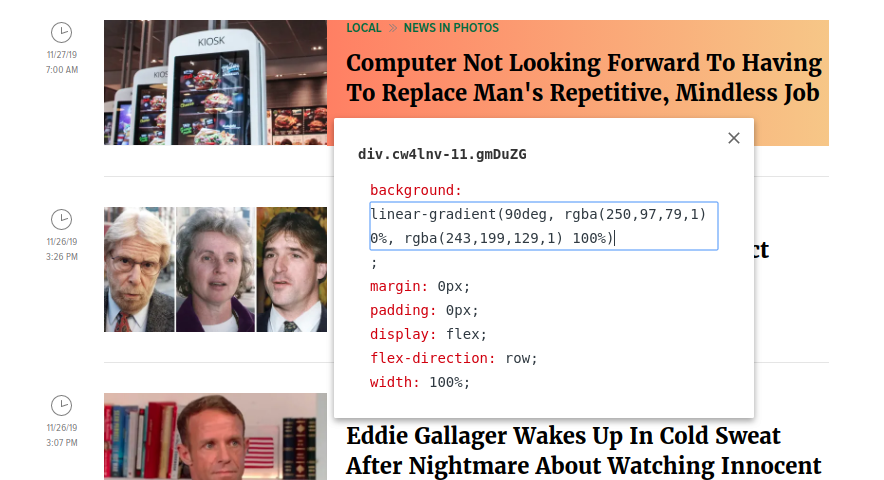 KIOSK
KIOS
11/27/19
7:00 AM
LOCAL » NEWS IN PHOTOS
Computer Not Looking Forward To Having
To Replace Man's Repetitive, Mindless Job
div.cw4lnv-11.gmDuZG
background:
linear-gradient(90deg, rgba(250,97,79,1)
0%, rgba(243,199,129,1) 100%)
;
margin: 0px;
padding: 0px;
display: flex;
flex-direction: row;
width: 100%;
11/26/19
3:26 PM
ct
11/26/19
3:07 PM
Eddie Gallager Wakes Up In Cold Sweat
After Nightmare About Watching Innocent